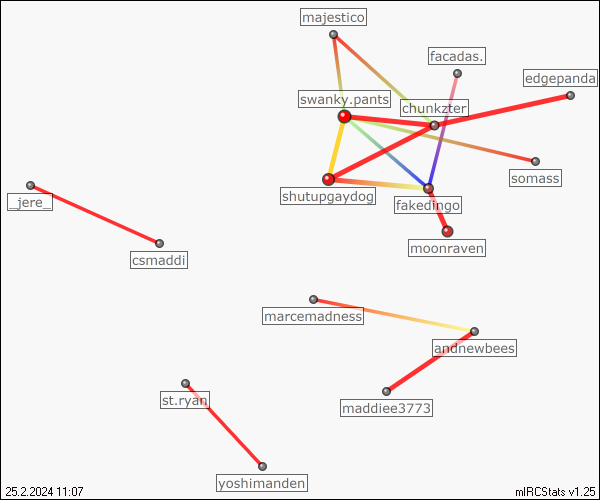 majestico
facadas.
edgepanda
swanky.pants
chunkzter
somass
shutupgaydog
_jere_
fakedingo
moonraven
csmaddi
marcemadness
andnewbees
st.ryan
maddiee3773
yoshimanden
25.2.2024 11:07
mIRCStats v1.25